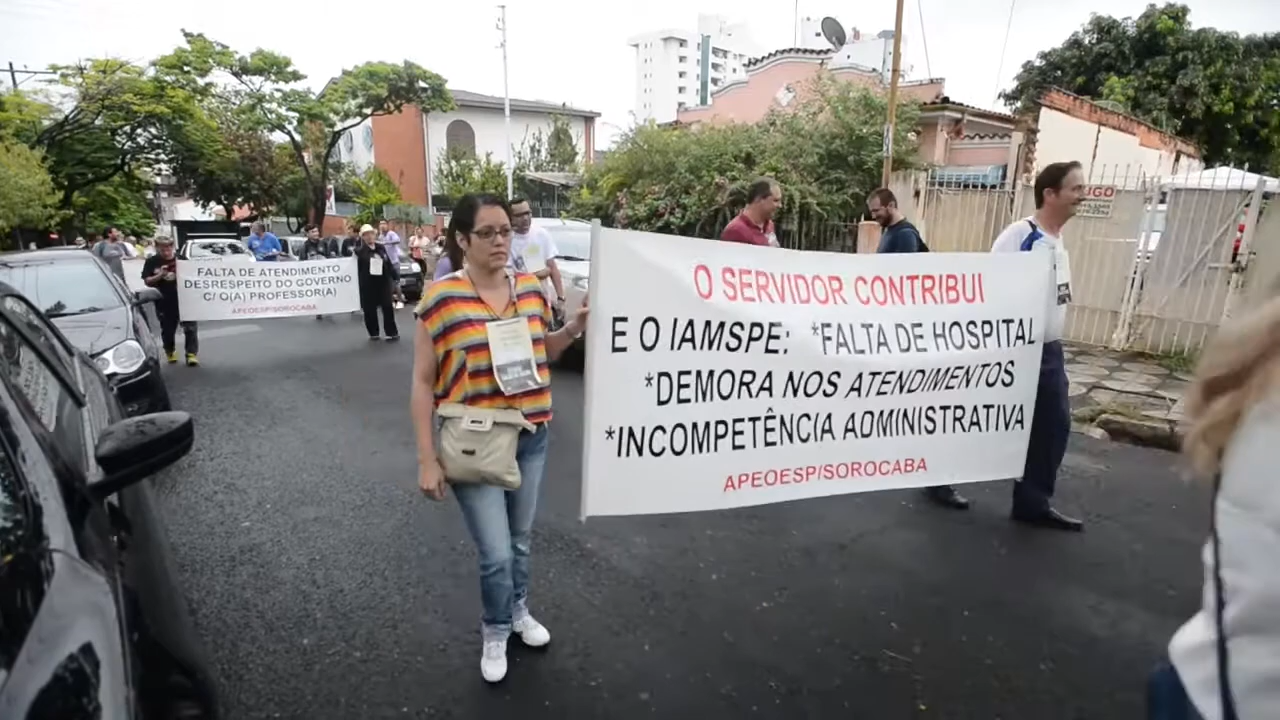 FALTA DE ATENDIMENTO
DESRESPEITO DO GOVERNO
C/ O(A) PROFESSOR(A)
APEOESP/SOROCABA
O SERVIDOR CONTRIBUI
E O IAMSPE: *FALTA DE HOSPITAL
*DEMORA NOS ATENDIMENTOS
*INCOMPETÊNCIA ADMINISTRATIVA
APEOESP/SOROCABA